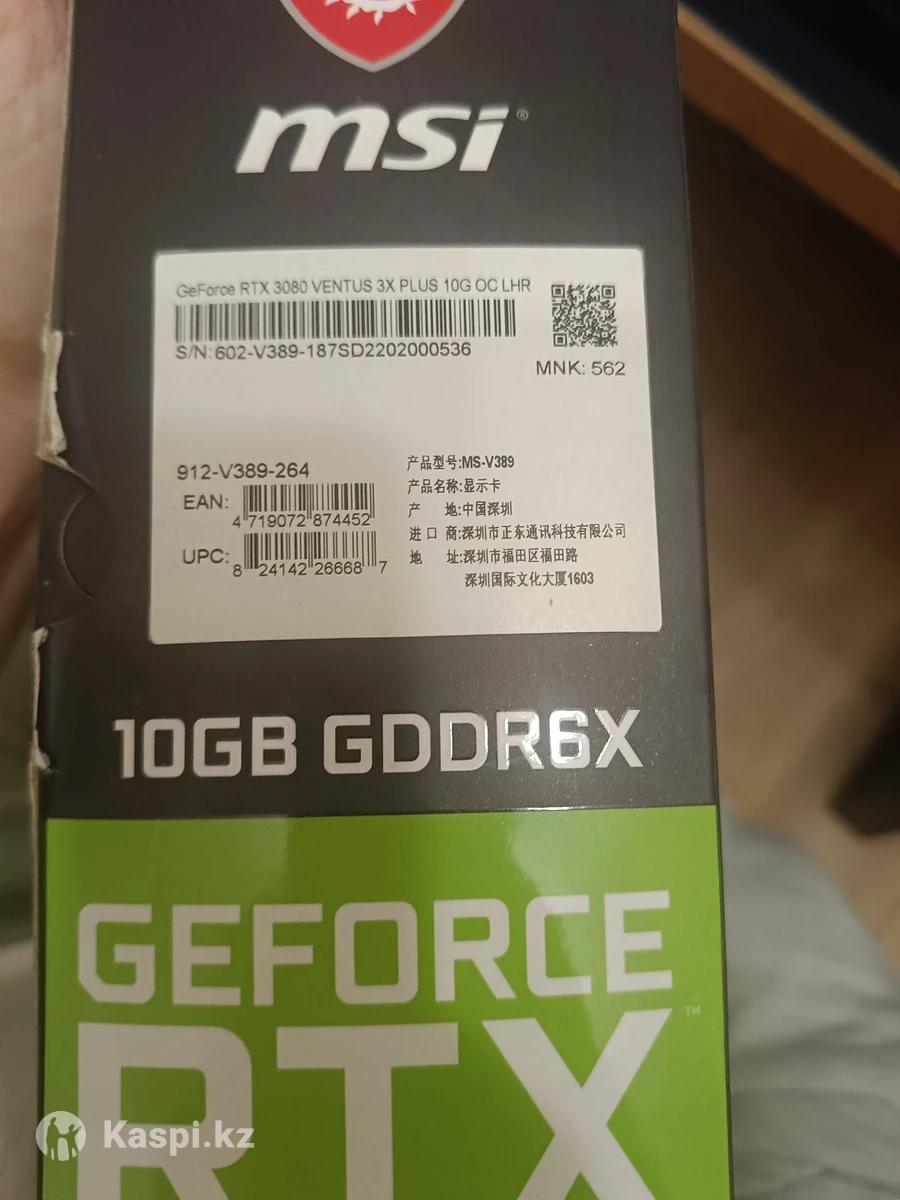 msi®
GeForce RTX 3080 VENTUS 3X PLUS 10G OC LHR
S/N:602-V389-187SD2202000536
MNK: 562
912-V389-264
EAN:
4 719072 874452
UPC:
8 24142 26668 7
产品型号:MS-V389
产品名称:显示卡
产 地:中国深圳
进 口 商:深圳市正东通讯科技有限公司
地 址:深圳市福田区福田路
深圳国际文化大厦1603
10GB GDDR6X
GEFORCE
RTX™
Kaspi.kz